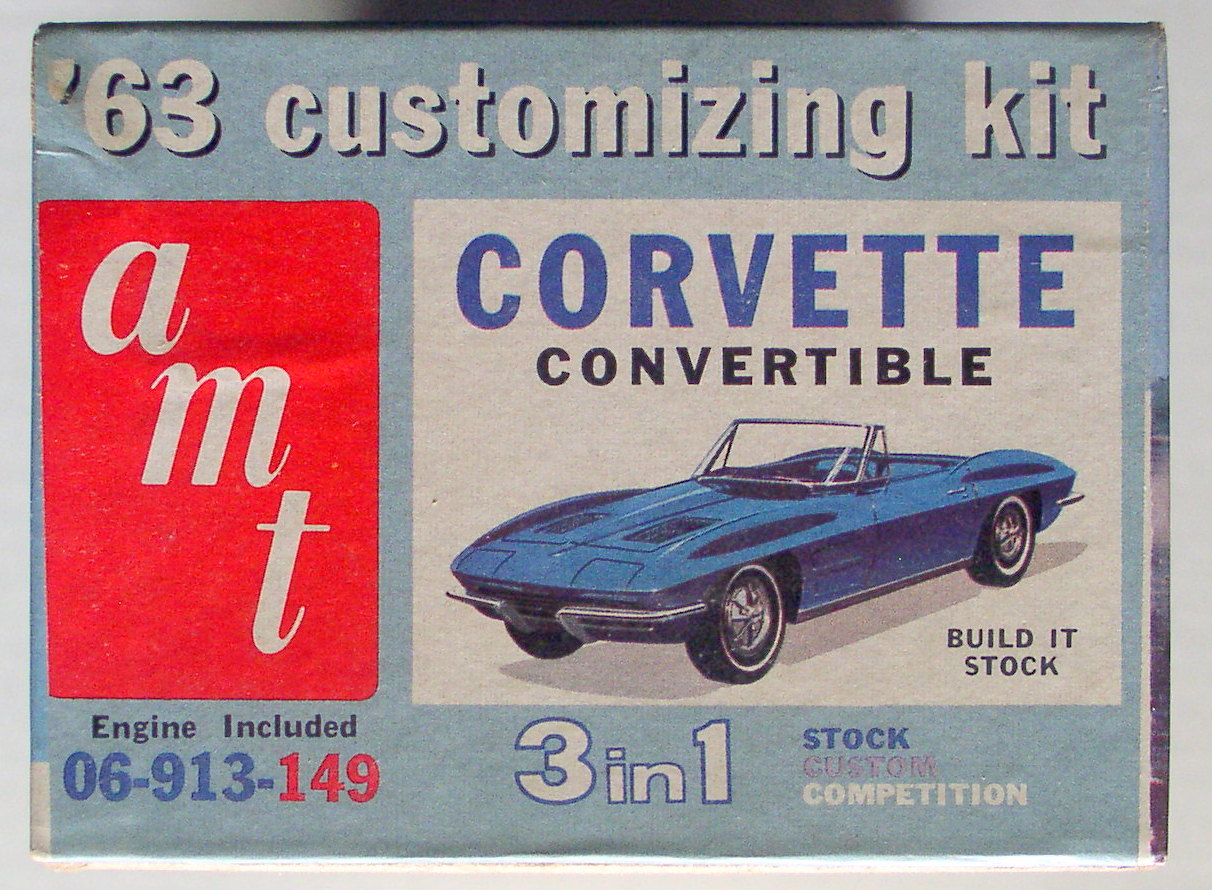 '63 customizing kit
amt
CORVETTE
CONVERTIBLE
BUILD IT
STOCK
Engine Included
06-913-149
3 in 1
STOCK
CUSTOM
COMPETITION